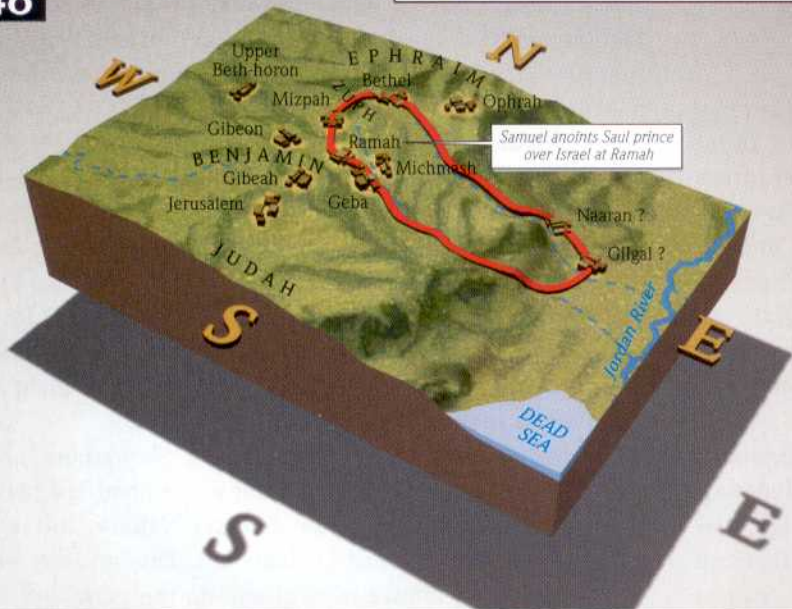 EPHRAIM
N
W
Upper
Beth-horon
Bethel
ZUPH
Mizpah
Ophrah
Gibeon
Ramah
Samuel anoints Saul prince
over Israel at Ramah
BENJAMIN
Michmash
Gibeah
Geba
Jerusalem
Naaran ?
Gilgal ?
JUDAH
Jordan River
S
E
DEAD
SEA
S
E